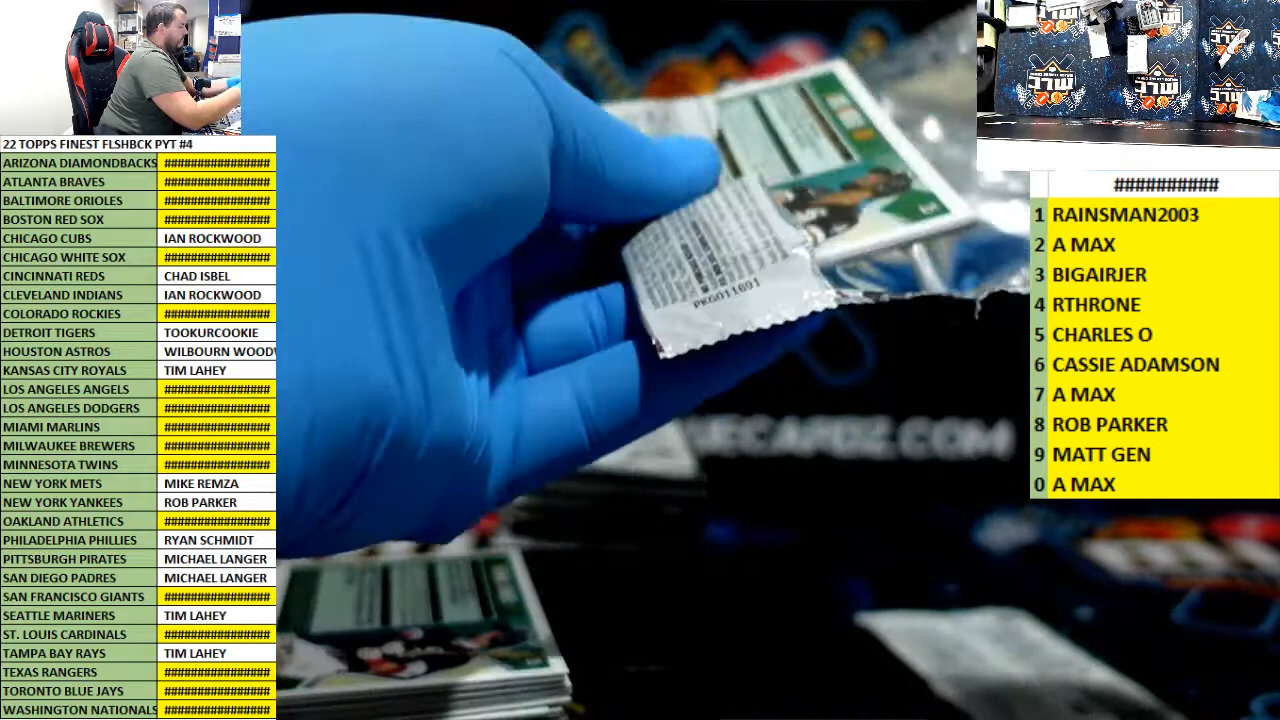 22 TOPPS FINEST FLSHBCK PYT #4
ARIZONA DIAMONDBACKS ################
ATLANTA BRAVES ################
BALTIMORE ORIOLES ################
BOSTON RED SOX ################
CHICAGO CUBS IAN ROCKWOOD
CHICAGO WHITE SOX ################
CINCINNATI REDS CHAD ISBEL
CLEVELAND INDIANS IAN ROCKWOOD
COLORADO ROCKIES ################
DETROIT TIGERS TOOKURCOOKIE
HOUSTON ASTROS WILBOURN WOODW
KANSAS CITY ROYALS TIM LAHEY
LOS ANGELES ANGELS ################
LOS ANGELES DODGERS ################
MIAMI MARLINS ################
MILWAUKEE BREWERS ################
MINNESOTA TWINS ################
NEW YORK METS MIKE REMZA
NEW YORK YANKEES ROB PARKER
OAKLAND ATHLETICS ################
PHILADELPHIA PHILLIES RYAN SCHMIDT
PITTSBURGH PIRATES MICHAEL LANGER
SAN DIEGO PADRES MICHAEL LANGER
SAN FRANCISCO GIANTS ################
SEATTLE MARINERS TIM LAHEY
ST. LOUIS CARDINALS ################
TAMPA BAY RAYS TIM LAHEY
TEXAS RANGERS ################
TORONTO BLUE JAYS ################
WASHINGTON NATIONALS ################
PKG011691
##########
1 RAINSMAN2003
2 A MAX
3 BIGAIRJER
4 RTHRONE
5 CHARLES O
6 CASSIE ADAMSON
7 A MAX
8 ROB PARKER
9 MATT GEN
0 A MAX